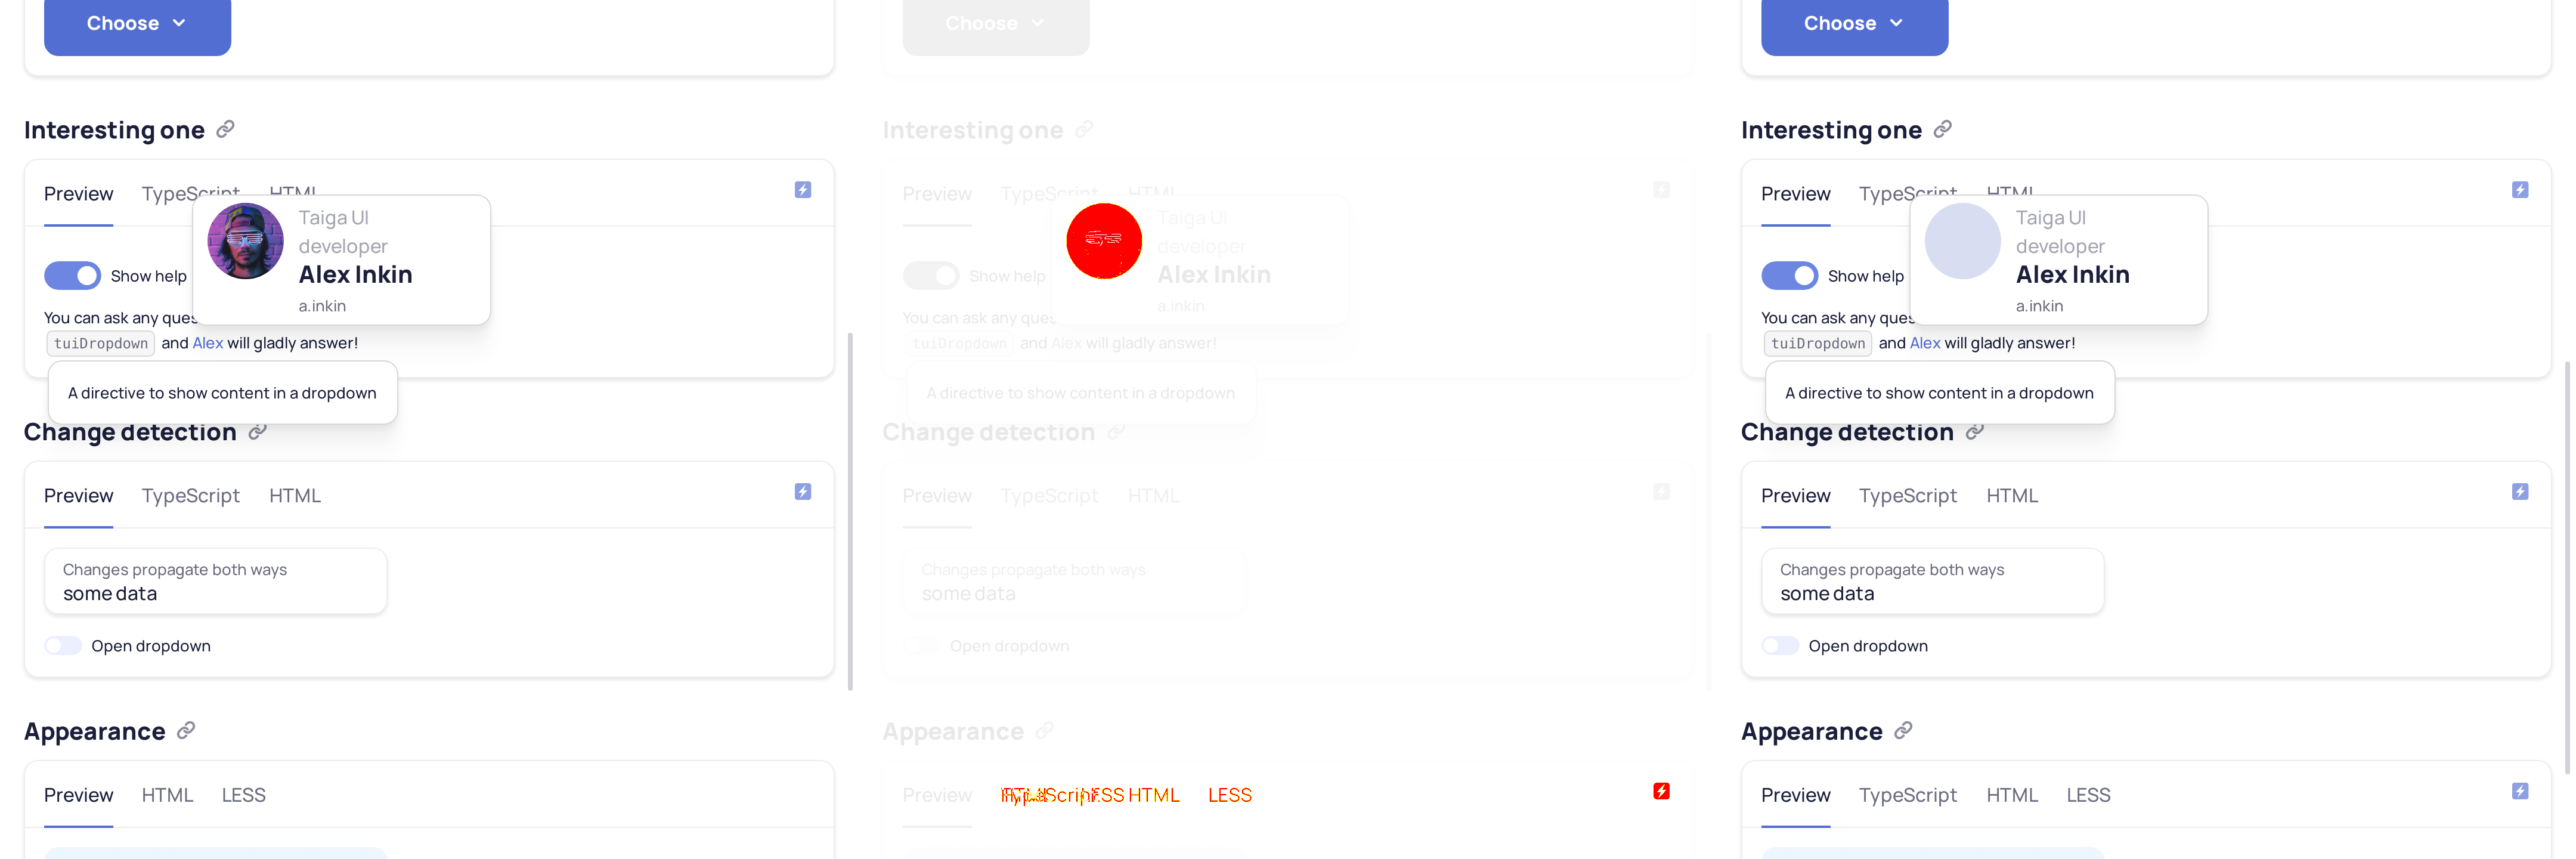 Choose
Interesting one
Preview TypeScript HTML
Taiga UI
developer
Alex Inkin
a.inkin
Show help
You can ask any ques
tuiDropdown and Alex will gladly answer!
A directive to show content in a dropdown
Change detection
Preview TypeScript HTML
Changes propagate both ways
some data
Open dropdown
Appearance
Preview HTML LESS
Choose
Interesting one
Preview TypeScript HTML
Taiga UI
developer
Alex Inkin
a.inkin
Show help
You can ask any ques
tuiDropdown and Alex will gladly answer!
A directive to show content in a dropdown
Change detection
Preview TypeScript HTML
Changes propagate both ways
some data
Open dropdown
Appearance
Preview HTML LESS
Choose
Interesting one
Preview TypeScript HTML
Taiga UI
developer
Alex Inkin
a.inkin
Show help
You can ask any ques
tuiDropdown and Alex will gladly answer!
A directive to show content in a dropdown
Change detection
Preview TypeScript HTML
Changes propagate both ways
some data
Open dropdown
Appearance
Preview TypeScript HTML LESS